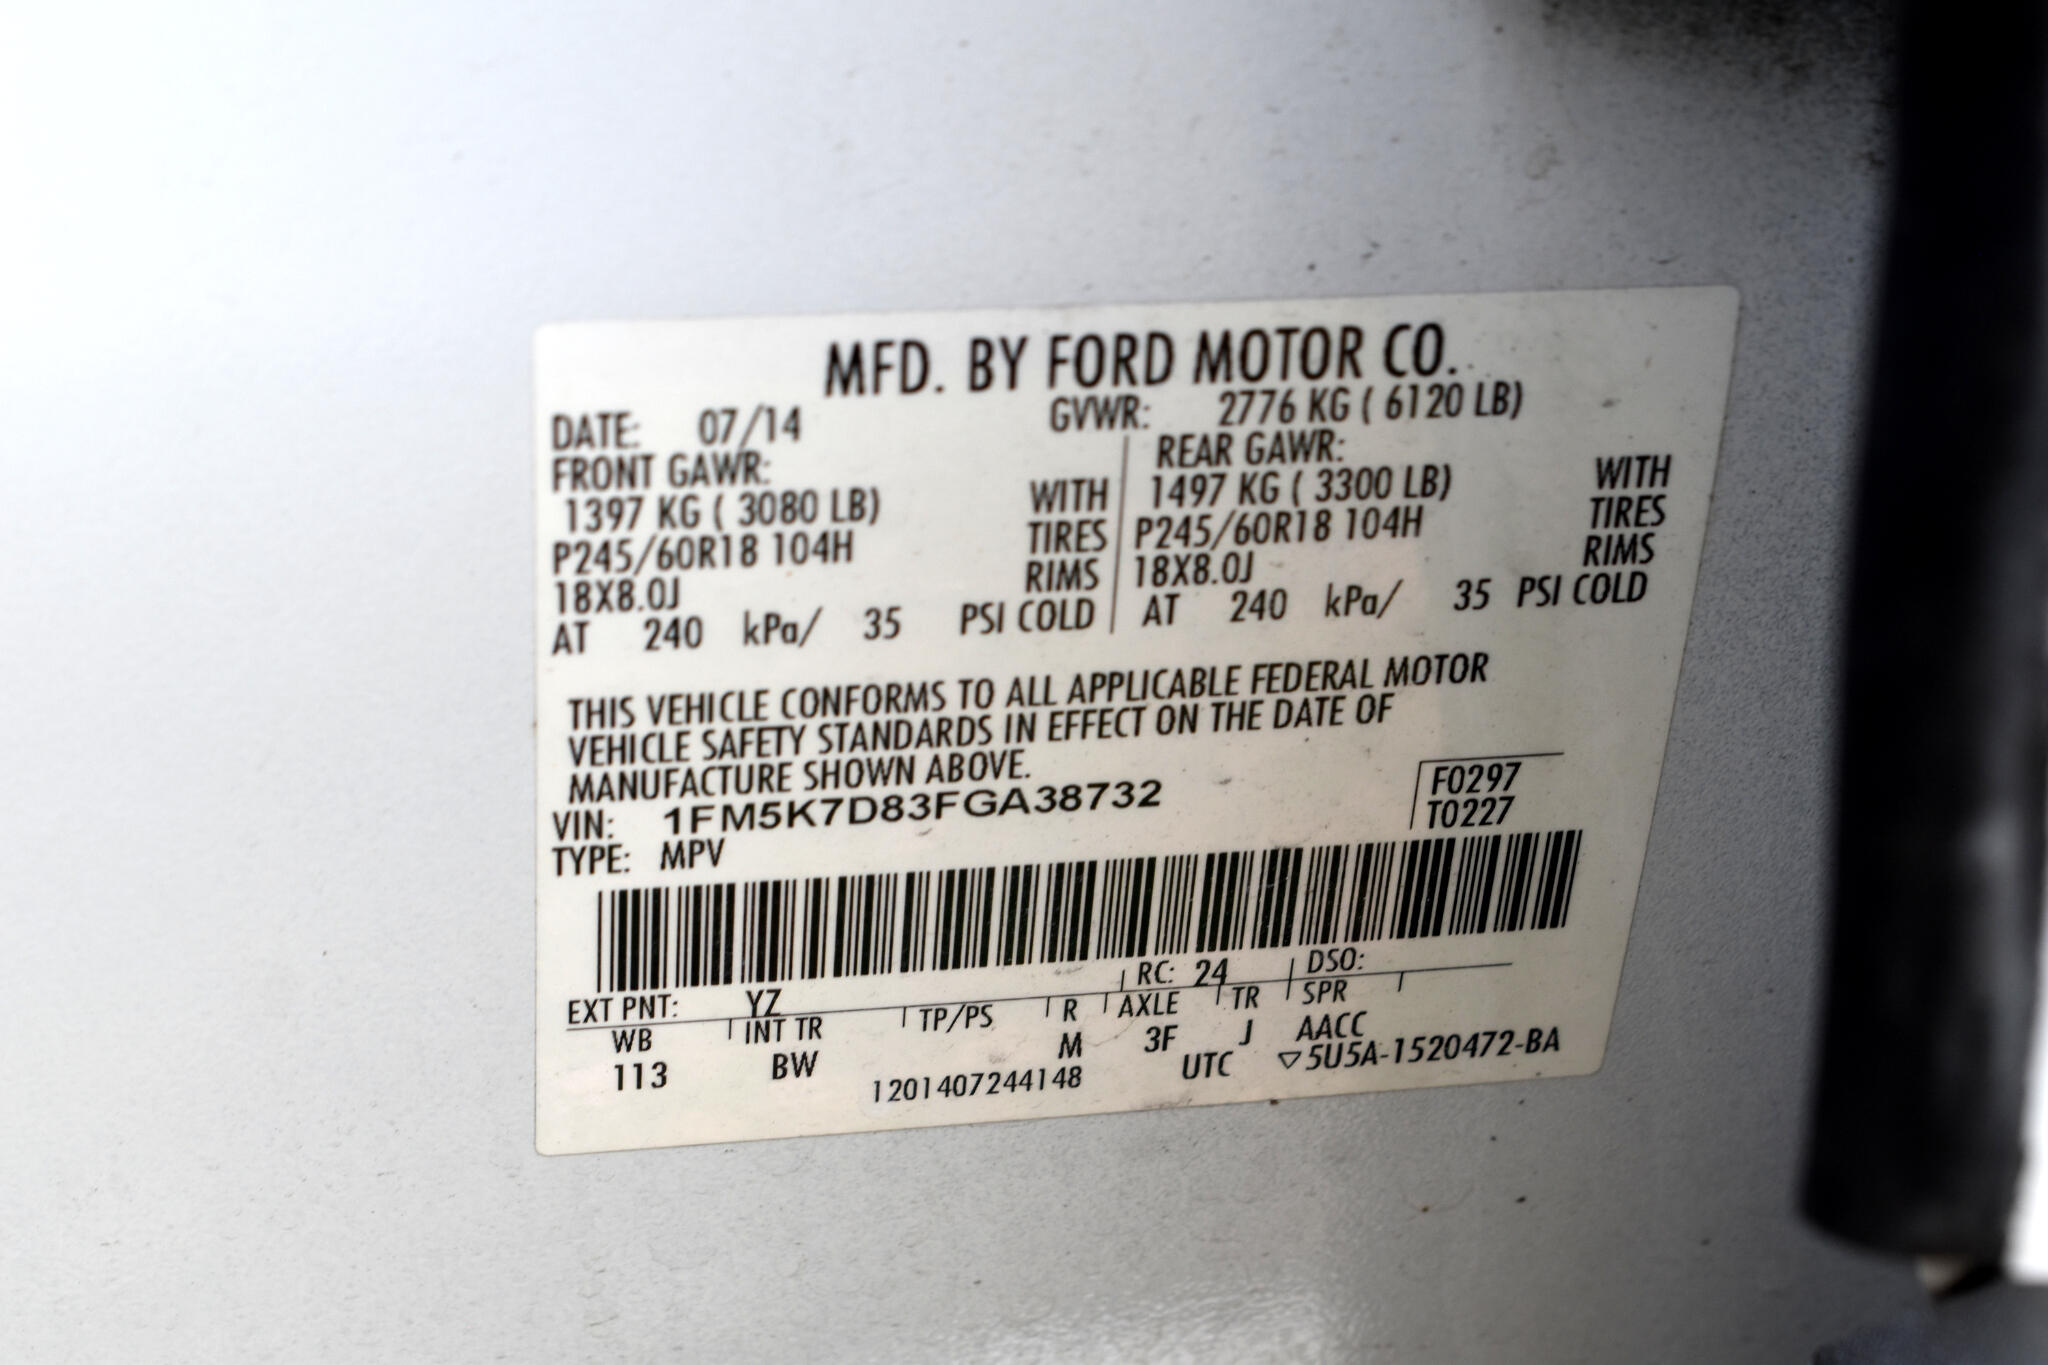 MFD. BY FORD MOTOR CO.
DATE: 07/14 GVWR: 2776 KG ( 6120 LB)
FRONT GAWR: REAR GAWR:
1397 KG ( 3080 LB) WITH 1497 KG ( 3300 LB) WITH
P245/60R18 104H TIRES P245/60R18 104H TIRES
18X8.0J RIMS 18X8.0J RIMS
AT 240 kPa/ 35 PSI COLD AT 240 kPa/ 35 PSI COLD
THIS VEHICLE CONFORMS TO ALL APPLICABLE FEDERAL MOTOR
VEHICLE SAFETY STANDARDS IN EFFECT ON THE DATE OF
MANUFACTURE SHOWN ABOVE.
VIN: 1FM5K7D83FGA38732 F0297
TYPE: MPV T0227
EXT PNT: YZ RC: 24 DSO:
WB INT TR TP/PS R AXLE TR SPR
113 BW M 3F J AACC
1201407244148 UTC ▽5U5A-1520472-BA